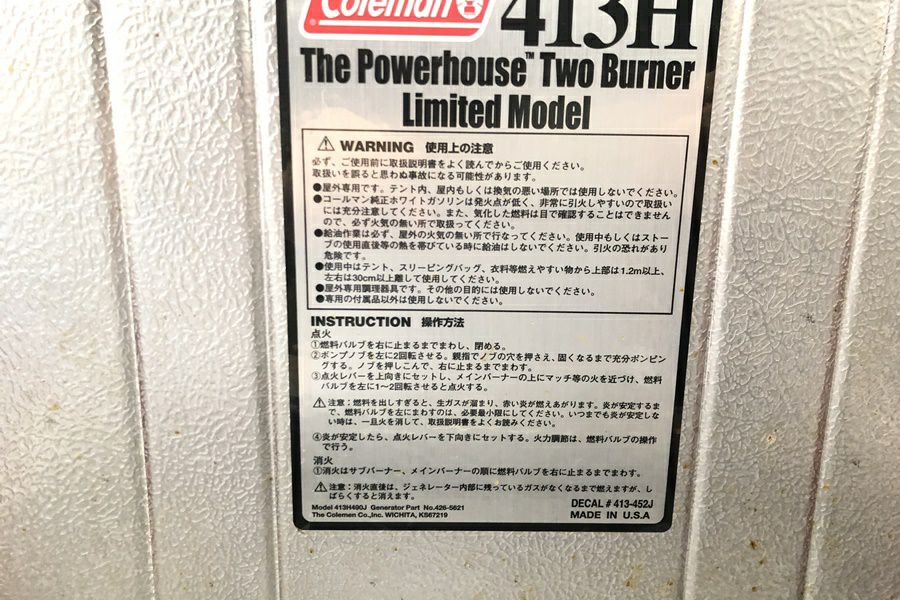 Coleman 413H
The Powerhouse™ Two Burner
Limited Model
WARNING 使用上の注意
必ず、ご使用前に取扱説明書をよく読んでからご使用ください。
取扱いを誤ると思わぬ事故になる可能性があります。
●屋外専用です。テント内、屋内もしくは換気の悪い場所では使用しないでください。
●コールマン純正ホワイトガソリンは発火点が低く、非常に引火しやすいので取扱い
には充分注意してください。また、気化した燃料は目で確認することはできません
ので、必ず火気の無い所で取扱ってください。
●給油作業は必ず、屋外の火気の無い所で行なってください。使用中もしくはストー
ブの使用直後等の熱を帯びている時に給油はしないでください。引火の恐れがあり
危険です。
●使用中はテント、スリーピングバッグ、衣料等燃えやすい物から上部は1.2m以上、
左右は30cm以上離して使用してください。
●屋外専用調理器具です。その他の目的には使用しないでください。
●専用の付属品以外は使用しないでください。
INSTRUCTION 操作方法
点火
①燃料バルブを右に止まるまでまわし、閉める。
②ポンプノブを左に2回転させる。親指でノブの穴を押さえ、固くなるまで充分ポンピン
グする。ノブを押しこんで、右に止まるまでまわす。
③点火レバーを上向きにセットし、メインバーナーの上にマッチ等の火を近づけ、燃料
バルブを左に1～2回転させると点火する。
注意：燃料を出しすぎると、生ガスが溜まり、赤い炎が燃えあがります。炎が安定するま
で、燃料バルブを左にまわすのは、必要最小限にしてください。いつまでも炎が安定しな
い時は、一旦火を消して、取扱説明書をよくお読みください。
④炎が安定したら、点火レバーを下向きにセットする。火力調節は、燃料バルブの操作
で行う。
消火
①消火はサブバーナー、メインバーナーの順に燃料バルブを右に止まるまでまわす。
注意：消火直後は、ジェネレーター内部に残っているガスがなくなるまで燃えますが、し
ばらくすると消えます。
Model 413H490J Generator Part No.426-5621
The Colemen Co.,Inc. WICHITA, KS67219
DECAL # 413-452J
MADE IN U.S.A